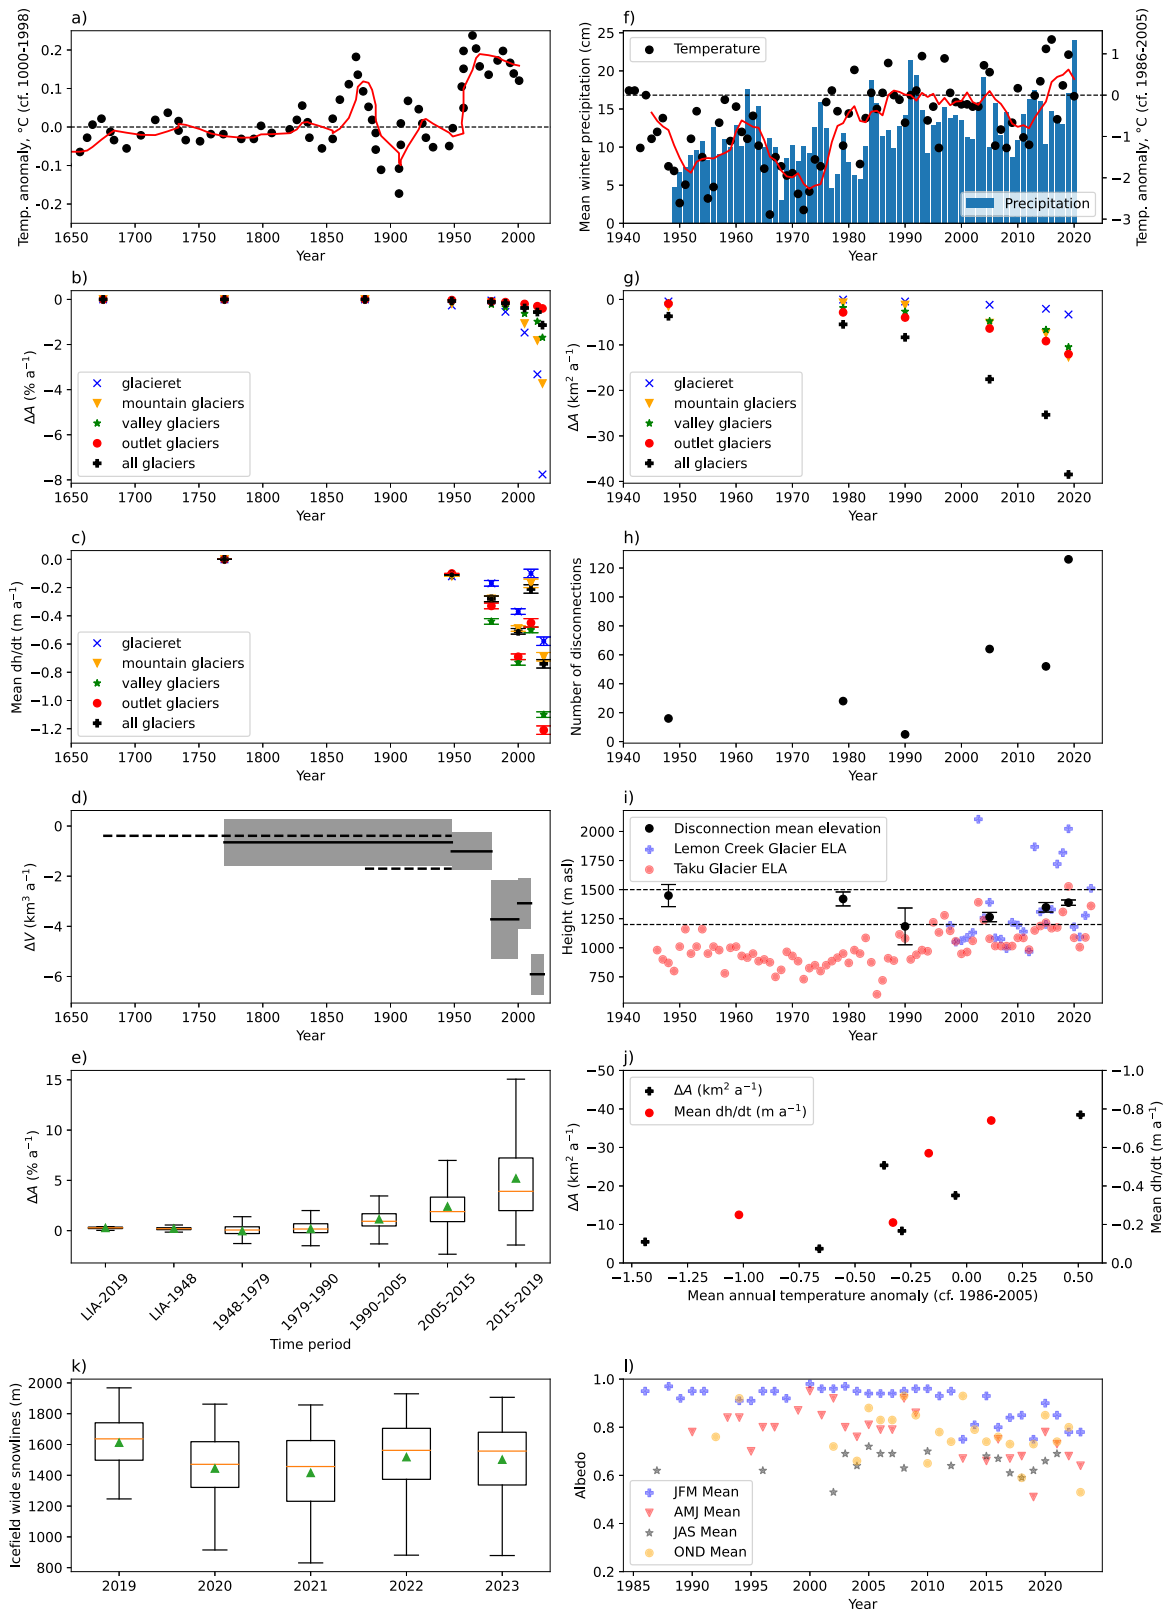 a)
Temp. anomaly, °C (cf. 1000-1998)
0.2
0.1
0.0
−0.1
−0.2
1650 1700 1750 1800 1850 1900 1950 2000
Year
f)
Mean winter precipitation (cm)
25
20
15
10
5
0
Temperature
Precipitation
1
0
−1
−2
−3
Temp. anomaly, °C (cf. 1986-2005)
1940 1950 1960 1970 1980 1990 2000 2010 2020
Year
b)
ΔA (% a⁻¹)
0
−2
−4
−6
−8
glacieret
mountain glaciers
valley glaciers
outlet glaciers
all glaciers
1650 1700 1750 1800 1850 1900 1950 2000
Year
g)
ΔA (km² a⁻¹)
0
−10
−20
−30
−40
glacieret
mountain glaciers
valley glaciers
outlet glaciers
all glaciers
1940 1950 1960 1970 1980 1990 2000 2010 2020
Year
c)
Mean dh/dt (m a⁻¹)
0.0
−0.2
−0.4
−0.6
−0.8
−1.0
−1.2
glacieret
mountain glaciers
valley glaciers
outlet glaciers
all glaciers
1650 1700 1750 1800 1850 1900 1950 2000
Year
h)
Number of disconnections
120
100
80
60
40
20
0
1940 1950 1960 1970 1980 1990 2000 2010 2020
Year
d)
ΔV (km³ a⁻¹)
0
−2
−4
−6
1650 1700 1750 1800 1850 1900 1950 2000
Year
i)
Height (m asl)
2000
1750
1500
1250
1000
750
Disconnection mean elevation
Lemon Creek Glacier ELA
Taku Glacier ELA
1940 1950 1960 1970 1980 1990 2000 2010 2020
Year
e)
ΔA (% a⁻¹)
15
10
5
0
LIA-2019 LIA-1948 1948-1979 1979-1990 1990-2005 2005-2015 2015-2019
Time period
j)
ΔA (km² a⁻¹)
−50
−40
−30
−20
−10
0
ΔA (km² a⁻¹)
Mean dh/dt (m a⁻¹)
−1.0
−0.8
−0.6
−0.4
−0.2
0.0
Mean dh/dt (m a⁻¹)
−1.50 −1.25 −1.00 −0.75 −0.50 −0.25 0.00 0.25 0.50
Mean annual temperature anomaly (cf. 1986-2005)
k)
Icefield wide snowlines (m)
2000
1800
1600
1400
1200
1000
800
2019 2020 2021 2022 2023
l)
Albedo
1.0
0.8
0.6
0.4
0.2
JFM Mean
AMJ Mean
JAS Mean
OND Mean
1985 1990 1995 2000 2005 2010 2015 2020
Year